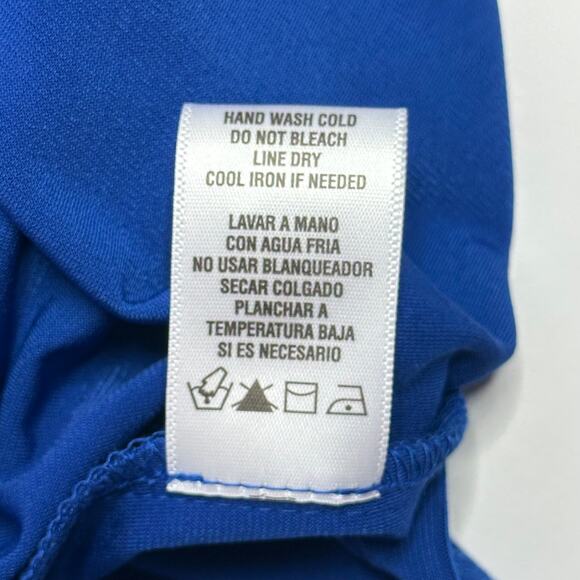 HAND WASH COLD
DO NOT BLEACH
LINE DRY
COOL IRON IF NEEDED
LAVAR A MANO
CON AGUA FRIA
NO USAR BLANQUEADOR
SECAR COLGADO
PLANCHAR A
TEMPERATURA BAJA
SI ES NECESARIO